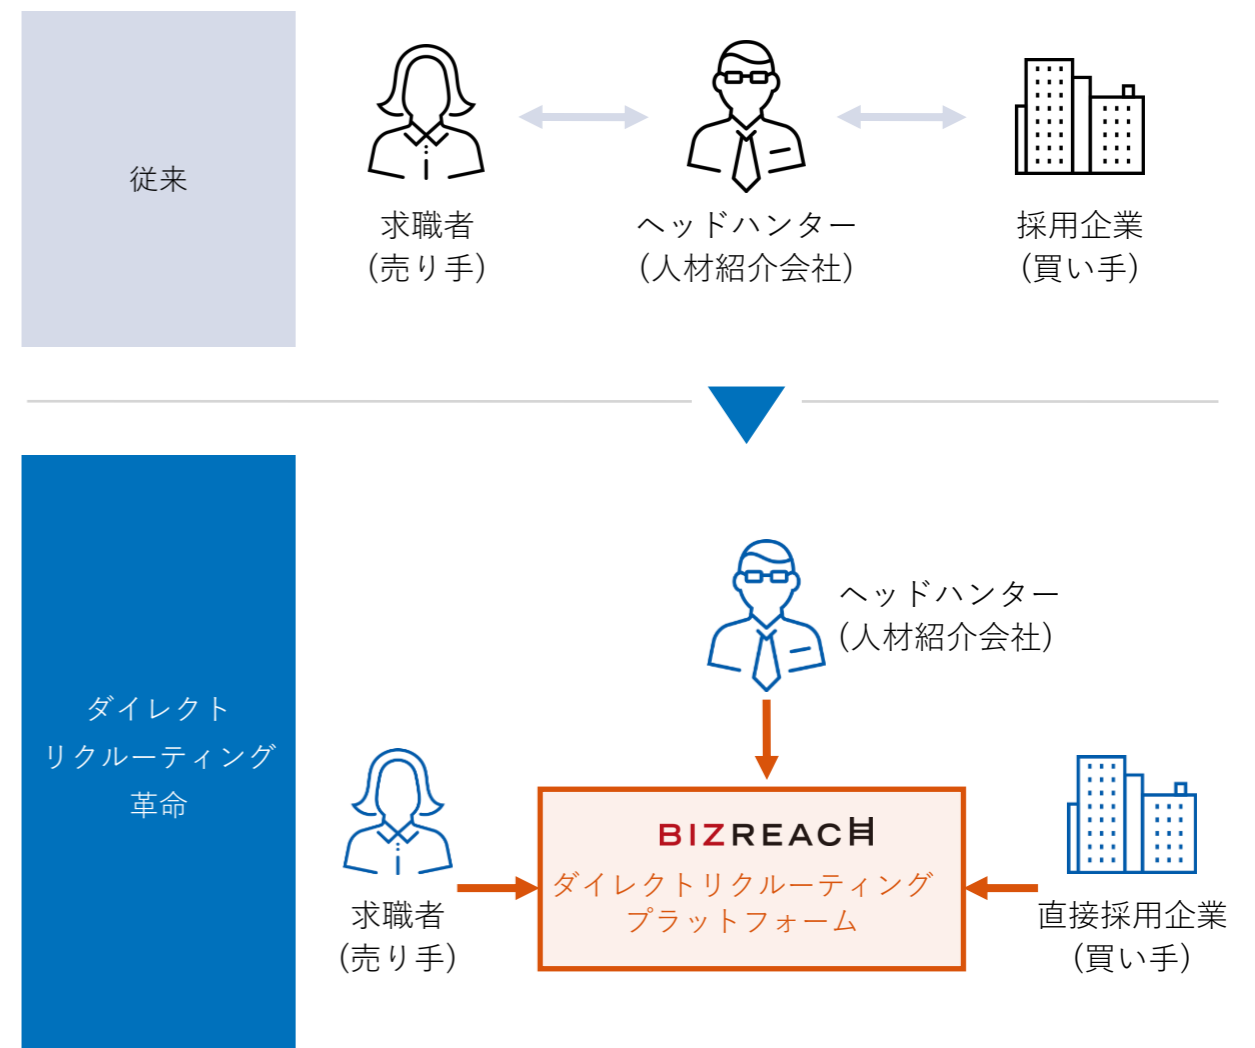 従来
求職者
(売り手)
ヘッドハンター
(人材紹介会社)
採用企業
(買い手)
ダイレクト
リクルーティング
革命
ヘッドハンター
(人材紹介会社)
求職者
(売り手)
BIZREACH
ダイレクトリクルーティング
プラットフォーム
直接採用企業
(買い手)